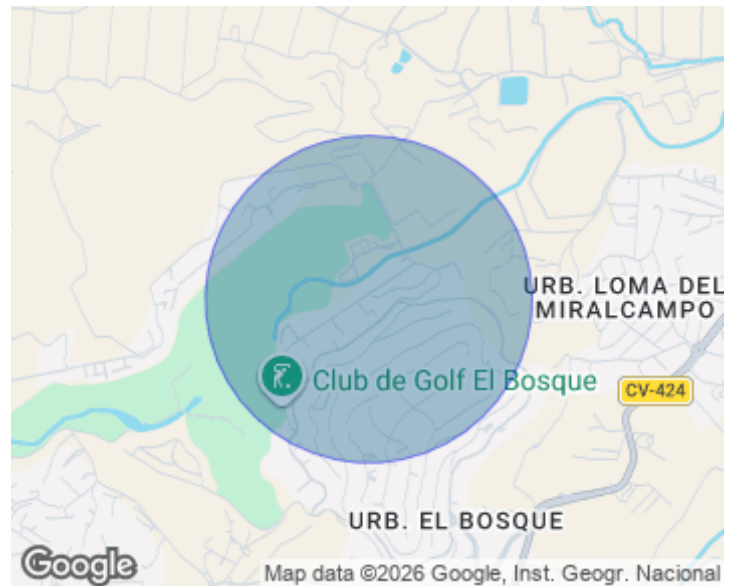 URB. LOMA DEL
MIRALCAMPO
Club de Golf El Bosque
CV-424
URB. EL BOSQUE
Google
Map data ©2026 Google, Inst. Geogr. Nacional